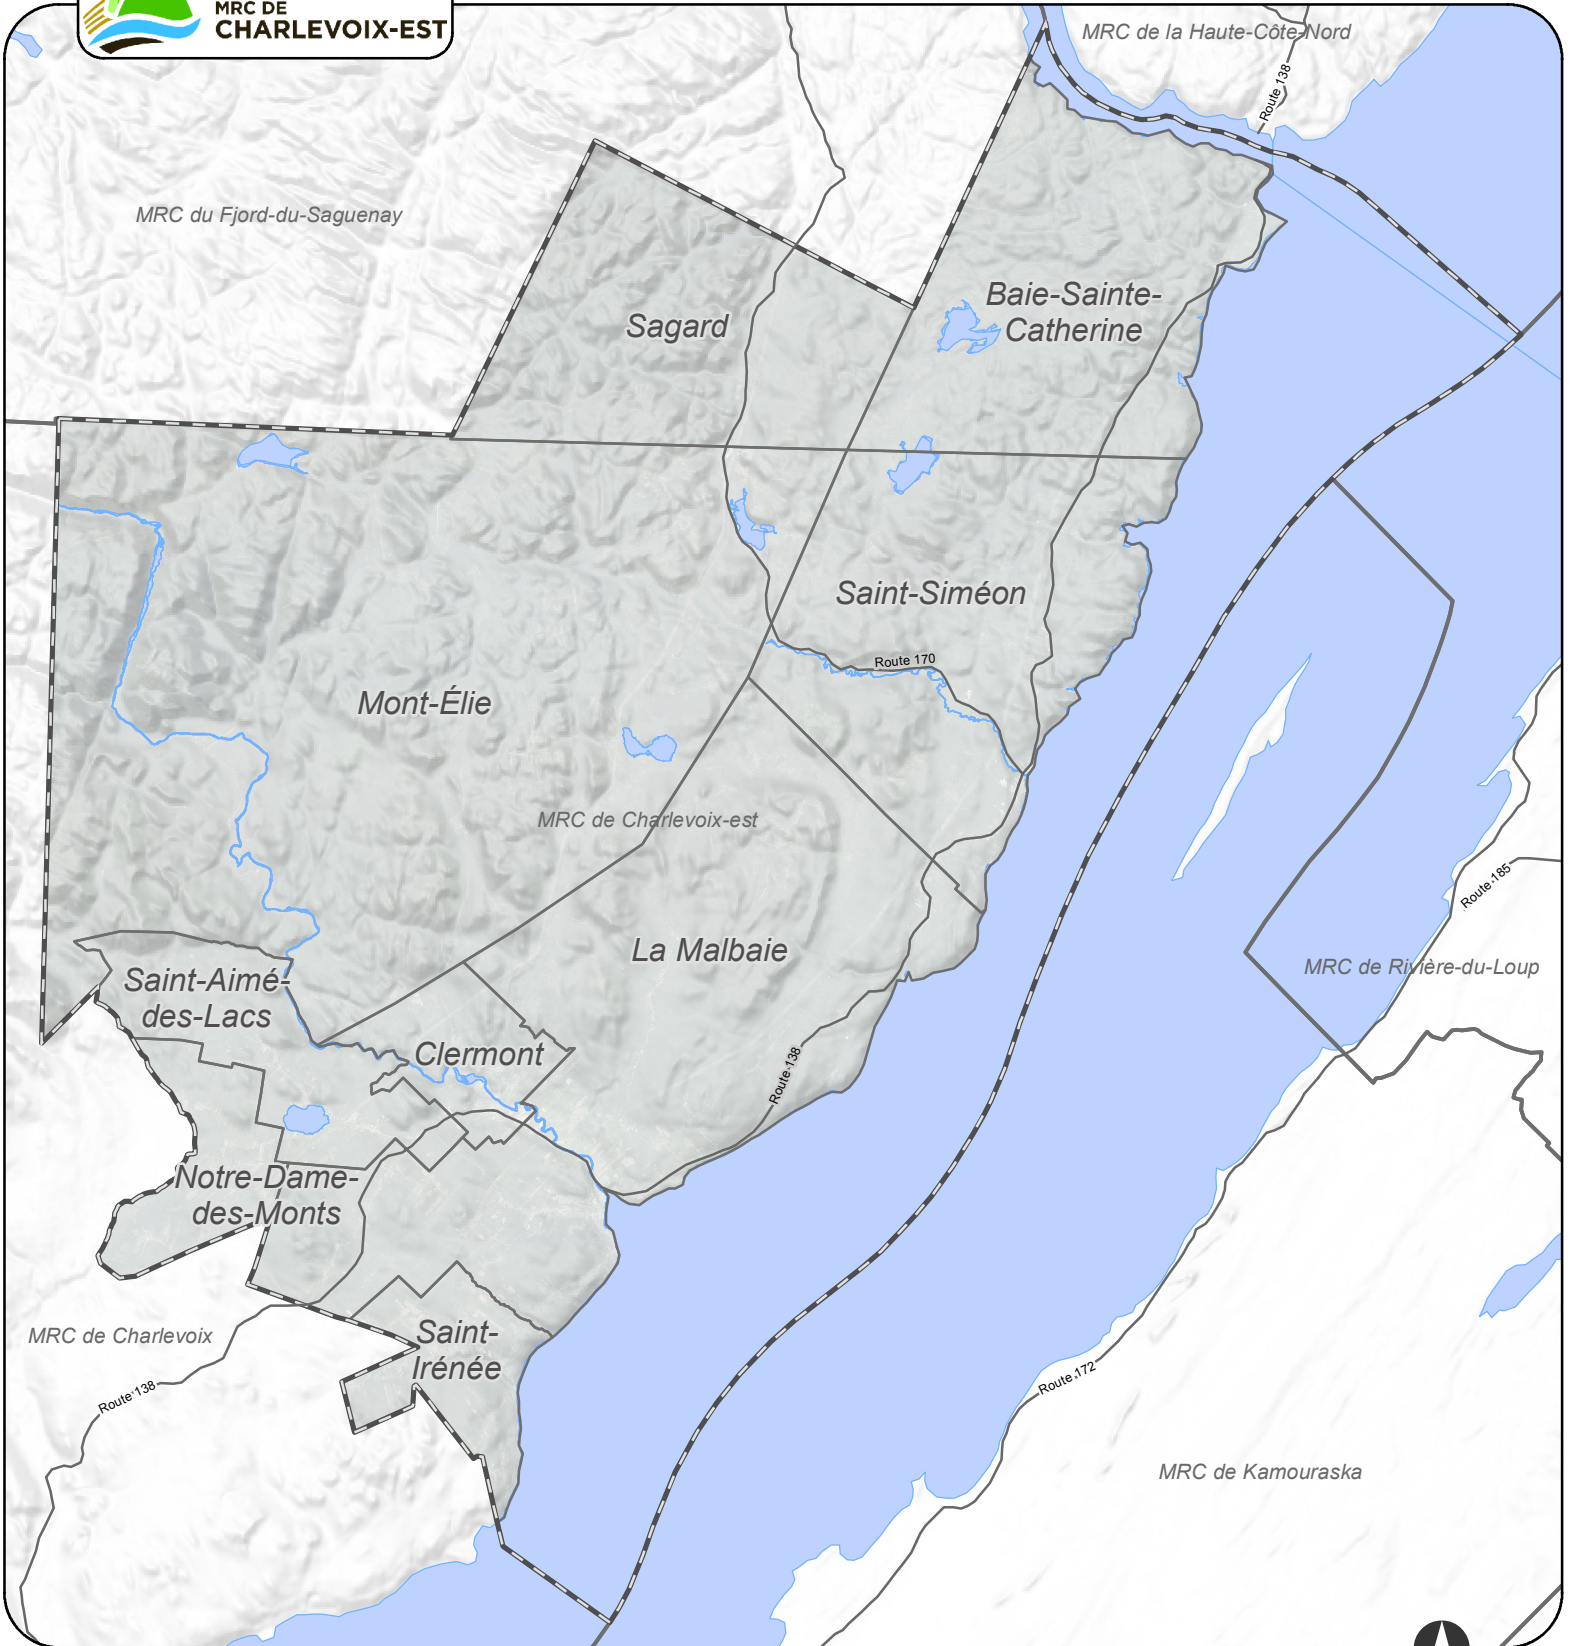 MRC DE
CHARLEVOIX-EST
MRC de la Haute-Côte-Nord
Route 138
MRC du Fjord-du-Saguenay
Sagard
Baie-Sainte-
Catherine
Saint-Siméon
Route 170
Mont-Élie
MRC de Charlevoix-est
La Malbaie
Route 185
MRC de Rivière-du-Loup
Saint-Aimé-
des-Lacs
Clermont
Route 138
Notre-Dame-
des-Monts
MRC de Charlevoix
Saint-
Irénée
Route 138
Route 172
MRC de Kamouraska